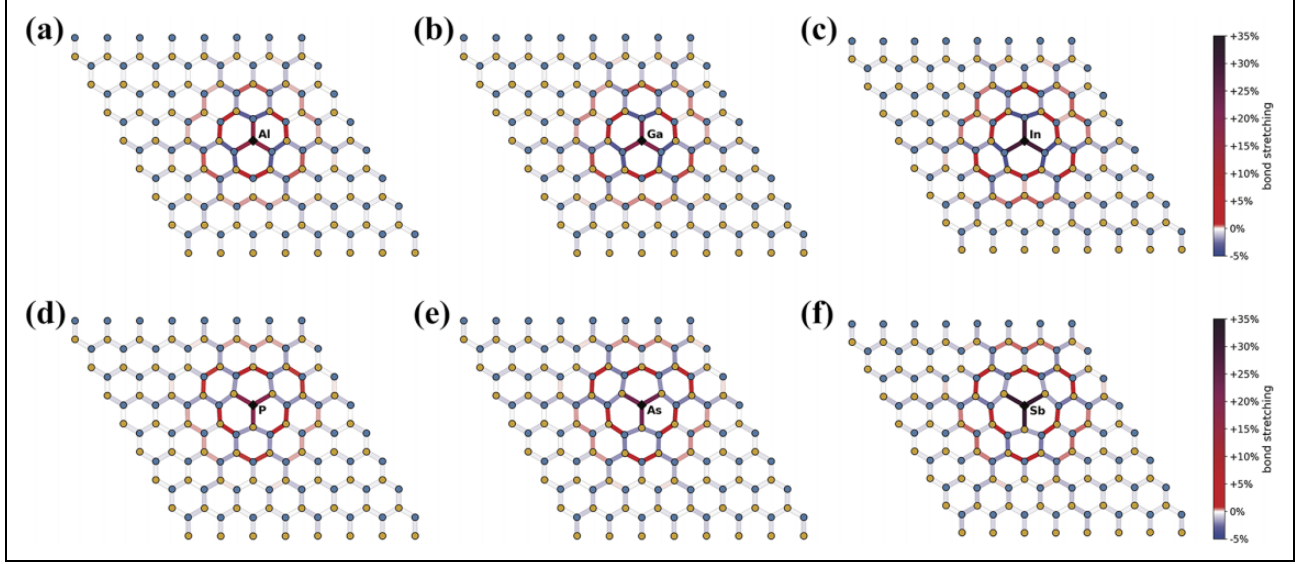 (a)
(b)
(c)
Al
Ga
In
+35%
+30%
+25%
+20%
+15%
+10%
+5%
0%
-5%
bond stretching
(d)
(e)
(f)
P
As
Sb
+35%
+30%
+25%
+20%
+15%
+10%
+5%
0%
-5%
bond stretching